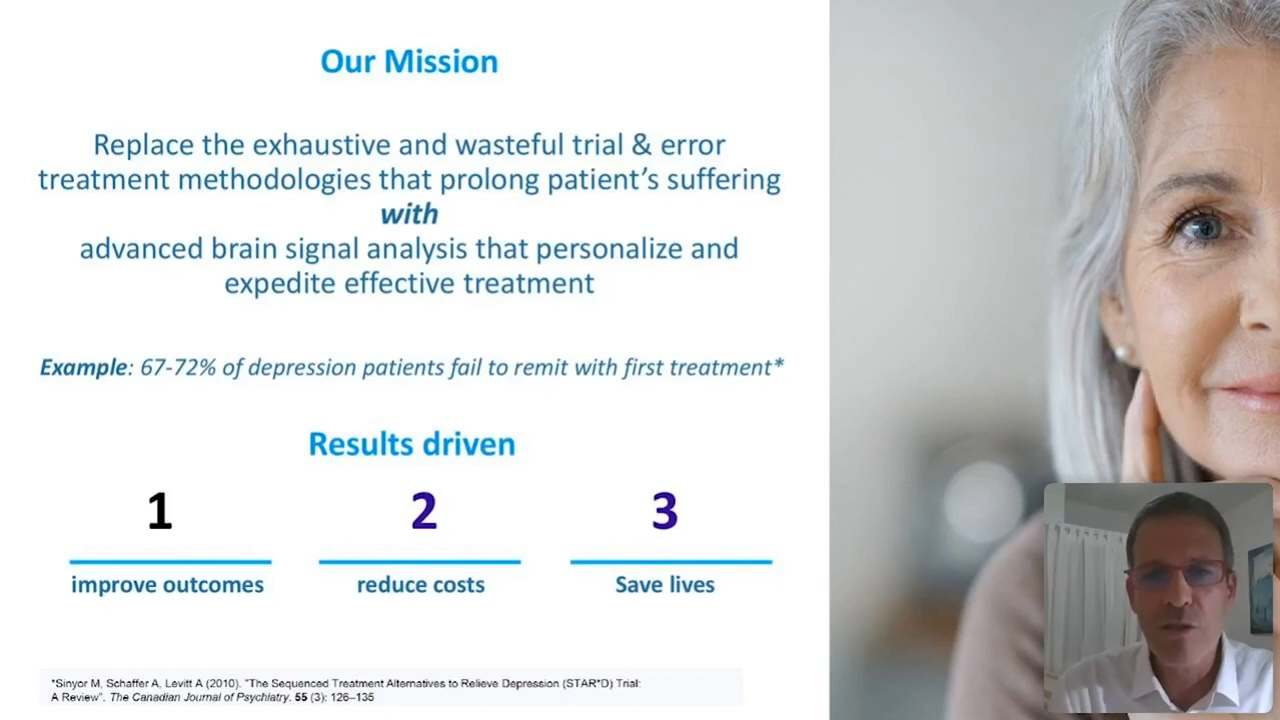 Our Mission
Replace the exhaustive and wasteful trial & error
treatment methodologies that prolong patient's suffering
with
advanced brain signal analysis that personalize and
expedite effective treatment
Example: 67-72% of depression patients fail to remit with first treatment*
Results driven
1
2
3
improve outcomes
reduce costs
Save lives
*Sinyor M, Schaffer A, Levitt A (2010). "The Sequenced Treatment Alternatives to Relieve Depression (STAR*D) Trial:
A Review". The Canadian Journal of Psychiatry. 55 (3): 126–135